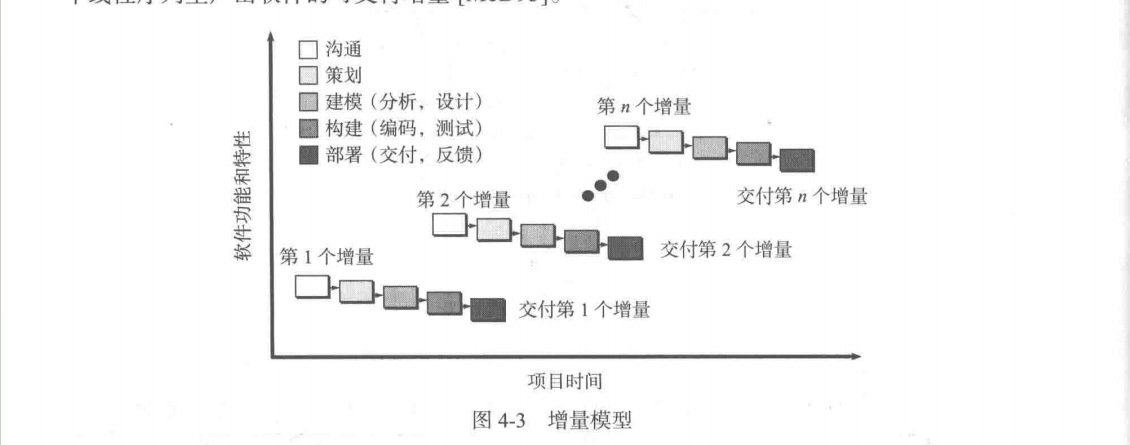 沟通
策划
建模（分析，设计）
构建（编码，测试）
部署（交付，反馈）
软件功能和特性
第 n 个增量
交付第 n 个增量
第 2 个增量
交付第 2 个增量
第 1 个增量
交付第 1 个增量
项目时间
图 4-3 增量模型